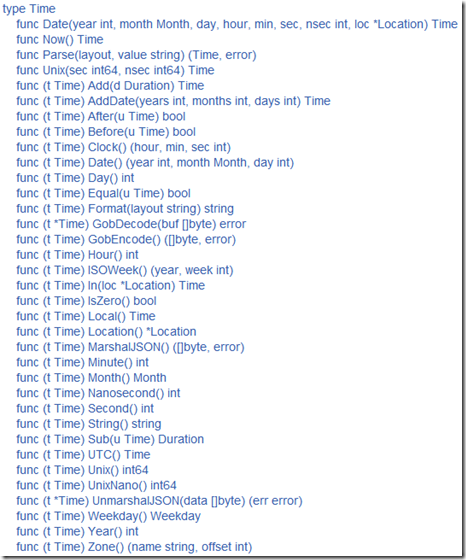 type Time
func Date(year int, month Month, day, hour, min, sec, nsec int, loc *Location) Time
func Now() Time
func Parse(layout, value string) (Time, error)
func Unix(sec int64, nsec int64) Time
func (t Time) Add(d Duration) Time
func (t Time) AddDate(years int, months int, days int) Time
func (t Time) After(u Time) bool
func (t Time) Before(u Time) bool
func (t Time) Clock() (hour, min, sec int)
func (t Time) Date() (year int, month Month, day int)
func (t Time) Day() int
func (t Time) Equal(u Time) bool
func (t Time) Format(layout string) string
func (t *Time) GobDecode(buf []byte) error
func (t Time) GobEncode() ([]byte, error)
func (t Time) Hour() int
func (t Time) ISOWeek() (year, week int)
func (t Time) In(loc *Location) Time
func (t Time) IsZero() bool
func (t Time) Local() Time
func (t Time) Location() *Location
func (t Time) MarshalJSON() ([]byte, error)
func (t Time) Minute() int
func (t Time) Month() Month
func (t Time) Nanosecond() int
func (t Time) Second() int
func (t Time) String() string
func (t Time) Sub(u Time) Duration
func (t Time) UTC() Time
func (t Time) Unix() int64
func (t Time) UnixNano() int64
func (t *Time) UnmarshalJSON(data []byte) (err error)
func (t Time) Weekday() Weekday
func (t Time) Year() int
func (t Time) Zone() (name string, offset int)